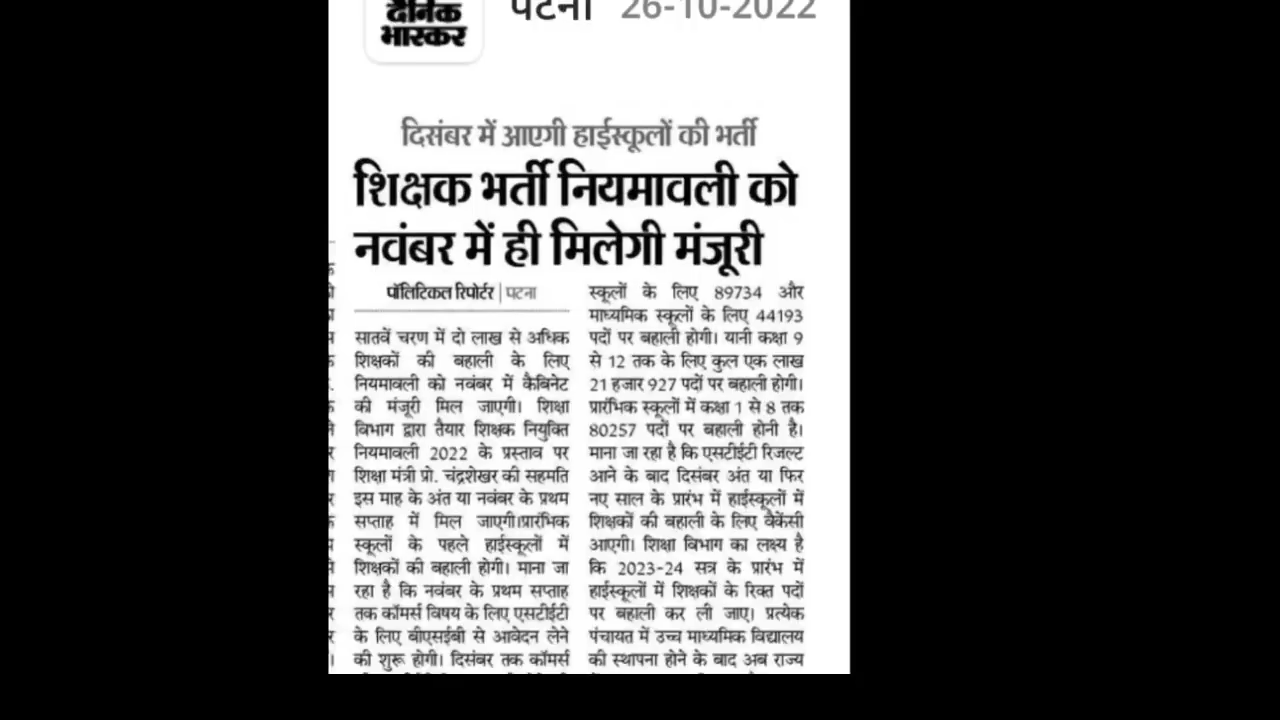 दैनिक
भास्कर
पटना 26-10-2022
दिसंबर में आएगी हाईस्कूलों की भर्ती
शिक्षक भर्ती नियमावली को
नवंबर में ही मिलेगी मंजूरी
पॉलिटिकल रिपोर्टर | पटना
सातवें चरण में दो लाख से अधिक
शिक्षकों की बहाली के लिए
नियमावली को नवंबर में कैबिनेट
की मंजूरी मिल जाएगी। शिक्षा
विभाग द्वारा तैयार शिक्षक नियुक्ति
नियमावली 2022 के प्रस्ताव पर
शिक्षा मंत्री प्रो. चंद्रशेखर की सहमति
इस माह के अंत या नवंबर के प्रथम
सप्ताह में मिल जाएगी।प्रारंभिक
स्कूलों के पहले हाईस्कूलों में
शिक्षकों की बहाली होगी। माना जा
रहा है कि नवंबर के प्रथम सप्ताह
तक कॉमर्स विषय के लिए एसटीईटी
के लिए बीएसईबी से आवेदन लेने
की शुरू होगी। दिसंबर तक कॉमर्स
स्कूलों के लिए 89734 और
माध्यमिक स्कूलों के लिए 44193
पदों पर बहाली होगी। यानी कक्षा 9
से 12 तक के लिए कुल एक लाख
21 हजार 927 पदों पर बहाली होगी।
प्रारंभिक स्कूलों में कक्षा 1 से 8 तक
80257 पदों पर बहाली होनी है।
माना जा रहा है कि एसटीईटी रिजल्ट
आने के बाद दिसंबर अंत या फिर
नए साल के प्रारंभ में हाईस्कूलों में
शिक्षकों की बहाली के लिए वैकेंसी
आएगी। शिक्षा विभाग का लक्ष्य है
कि 2023-24 सत्र के प्रारंभ में
हाईस्कूलों में शिक्षकों के रिक्त पदों
पर बहाली कर ली जाए। प्रत्येक
पंचायत में उच्च माध्यमिक विद्यालय
की स्थापना होने के बाद अब राज्य